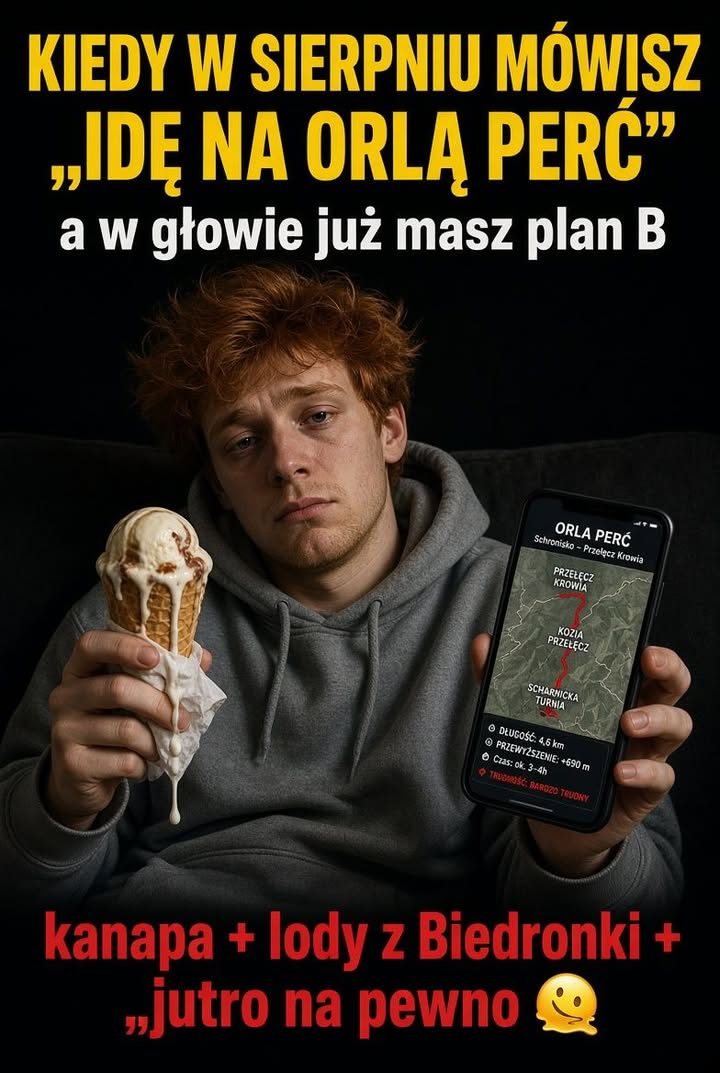 KIEDY W SIERPNIU MÓWISZ
„IDĘ NA ORLĄ PERĆ”
a w głowie już masz plan B
ORLA PERĆ
Schronisko – Przełęcz Krowia
PRZEŁĘCZ
KROWIA
KOZIA
PRZEŁĘCZ
SCHARNICKA
TURNIA
DŁUGOŚĆ: 4,6 km
PRZEWYŻSZENIE: +690 m
Czas: ok. 3–4h
TRUDNOŚĆ: BARDZO TRUDNY
kanapa + lody z Biedronki +
„jutro na pewno 🫠